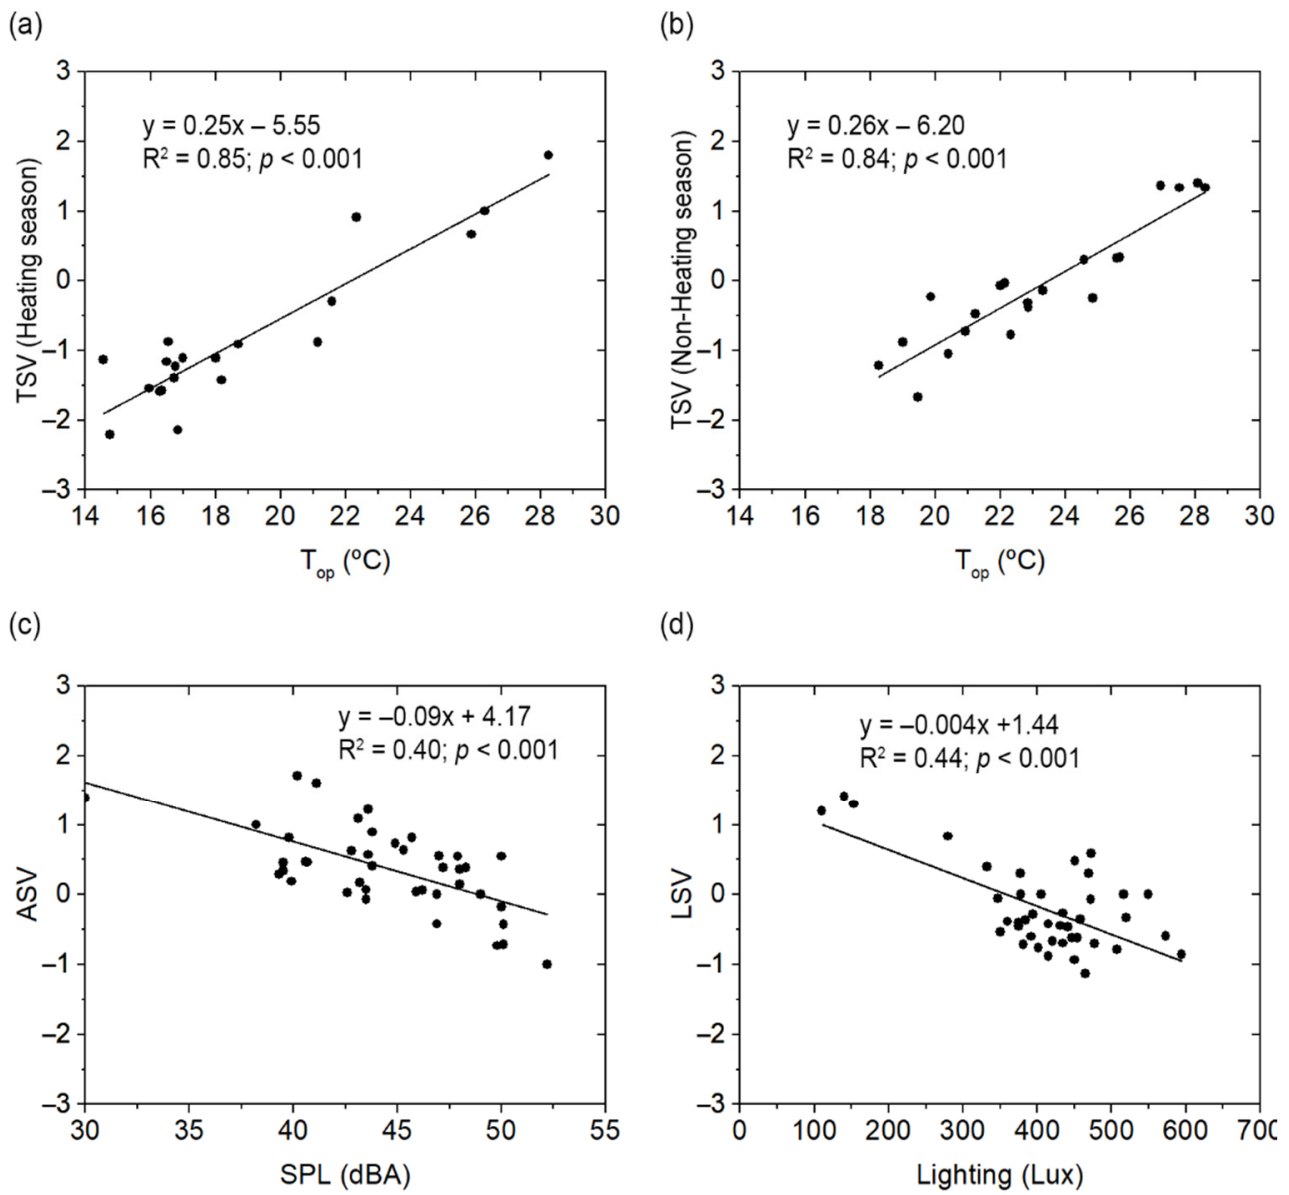 (a)
3
2
1
0
–1
–2
–3
TSV (Heating season)
y = 0.25x – 5.55
R² = 0.85; p < 0.001
14 16 18 20 22 24 26 28 30
Top (ºC)
(b)
3
2
1
0
–1
–2
–3
TSV (Non-Heating season)
y = 0.26x – 6.20
R² = 0.84; p < 0.001
14 16 18 20 22 24 26 28 30
Top (ºC)
(c)
3
2
1
0
–1
–2
–3
ASV
y = –0.09x + 4.17
R² = 0.40; p < 0.001
30 35 40 45 50 55
SPL (dBA)
(d)
3
2
1
0
–1
–2
–3
LSV
y = –0.004x +1.44
R² = 0.44; p < 0.001
0 100 200 300 400 500 600 700
Lighting (Lux)